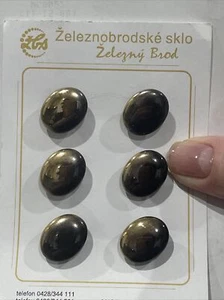 Železnobrodské sklo
Železný Brod
telefon 0428/344 111